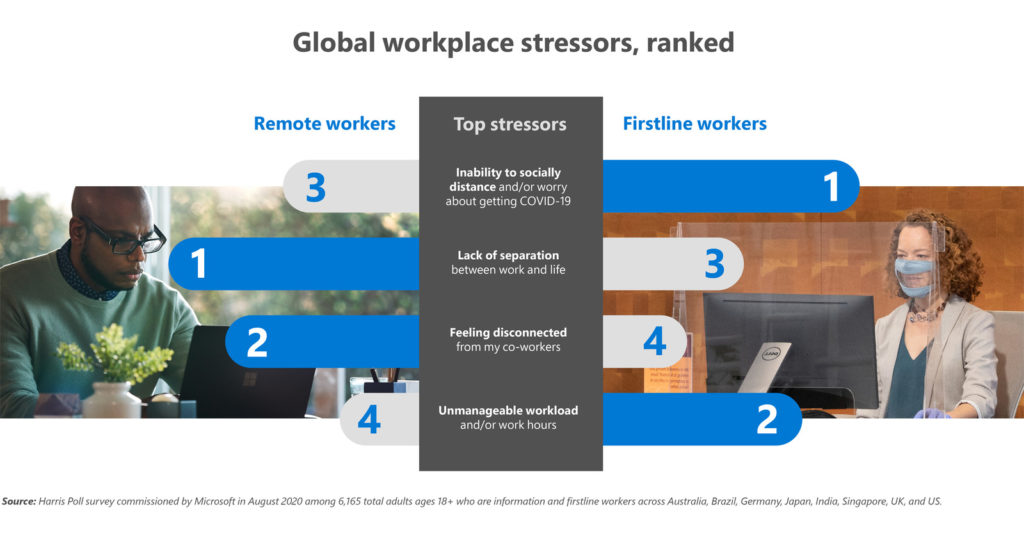 Global workplace stressors, ranked
Remote workers
Top stressors
Firstline workers
3
Inability to socially
distance and/or worry
about getting COVID-19
1
1
Lack of separation
between work and life
3
2
Feeling disconnected
from my co-workers
4
4
Unmanageable workload
and/or work hours
2
DELL
Source: Harris Poll survey commissioned by Microsoft in August 2020 among 6,165 total adults ages 18+ who are information and firstline workers across Australia, Brazil, Germany, Japan, India, Singapore, UK, and US.